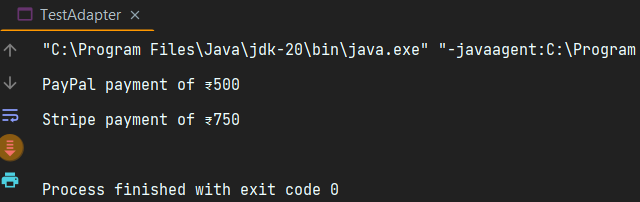 TestAdapter
"C:\Program Files\Java\jdk-20\bin\java.exe" "-javaagent:C:\Program
PayPal payment of ₹500
Stripe payment of ₹750
Process finished with exit code 0